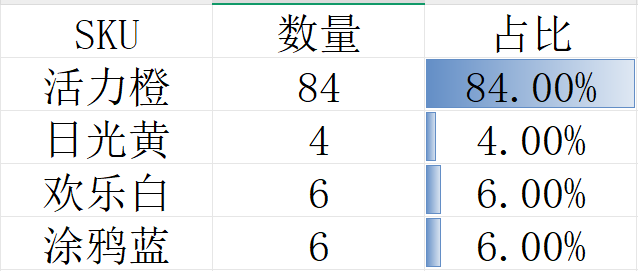 SKU 数量 占比
活力橙 84 84.00%
日光黄 4 4.00%
欢乐白 6 6.00%
涂鸦蓝 6 6.00%